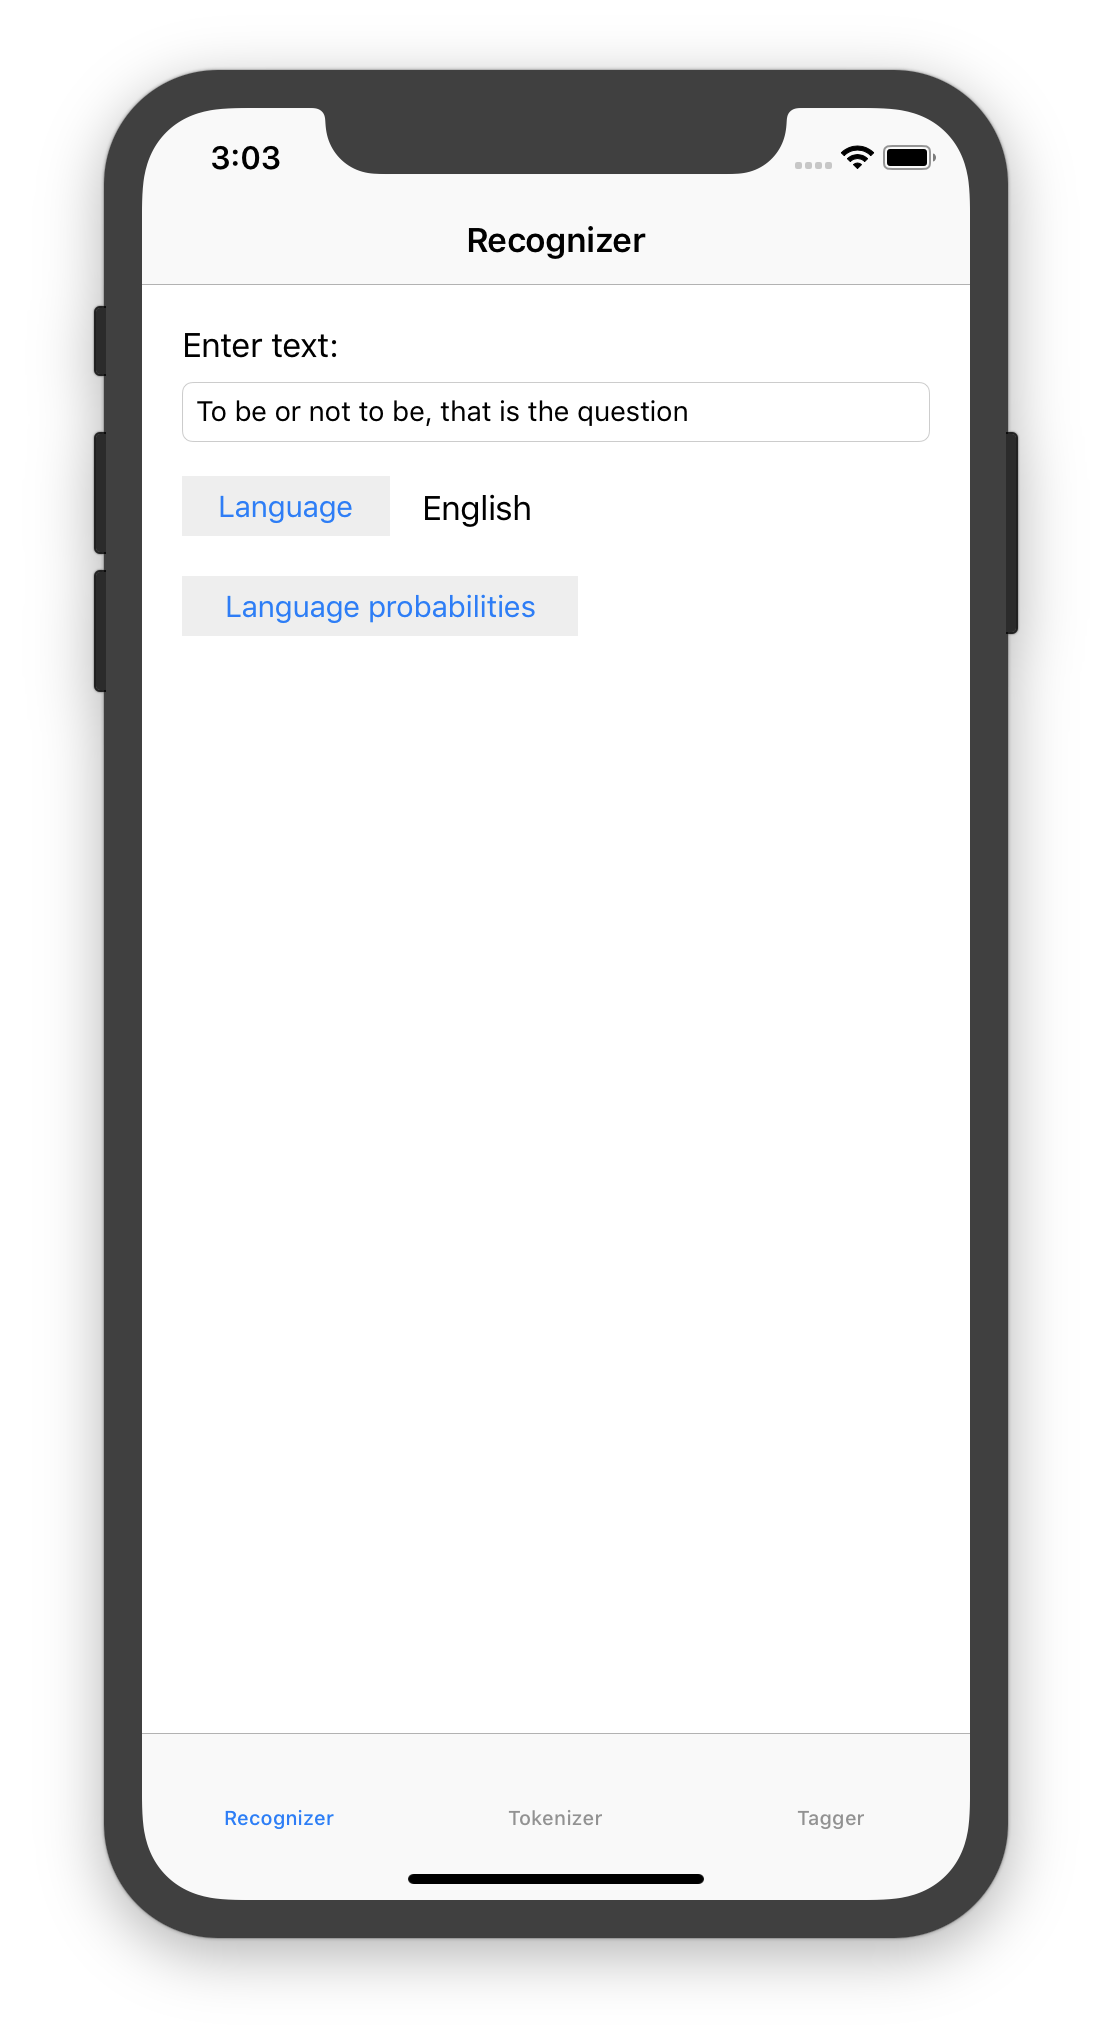 3:03
Recognizer
Enter text:
To be or not to be, that is the question
Language English
Language probabilities
Recognizer Tokenizer Tagger